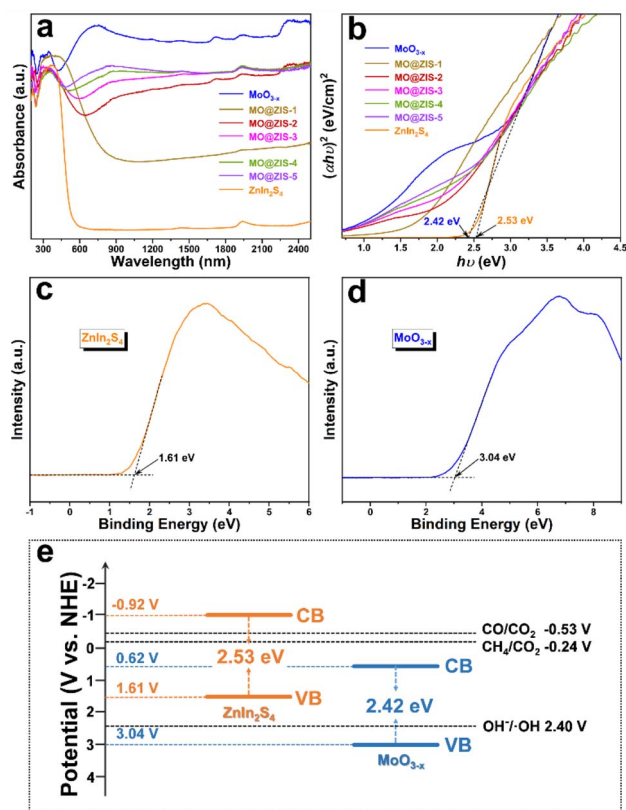 a
Absorbance (a.u.)
MoO3-x
MO@ZIS-1
MO@ZIS-2
MO@ZIS-3
MO@ZIS-4
MO@ZIS-5
ZnIn2S4
300 600 900 1200 1500 1800 2100 2400
Wavelength (nm)
b
(αhυ)² (eV/cm)²
MoO3-x
MO@ZIS-1
MO@ZIS-2
MO@ZIS-3
MO@ZIS-4
MO@ZIS-5
ZnIn2S4
2.42 eV
2.53 eV
1.0 1.5 2.0 2.5 3.0 3.5 4.0 4.5
hυ (eV)
c
Intensity (a.u.)
ZnIn2S4
1.61 eV
-1 0 1 2 3 4 5 6
Binding Energy (eV)
d
Intensity (a.u.)
MoO3-x
3.04 eV
0 2 4 6 8
Binding Energy (eV)
e
Potential (V vs. NHE)
-2
-1
0
1
2
3
4
-0.92 V
CB
CO/CO2 -0.53 V
CH4/CO2 -0.24 V
0.62 V
2.53 eV
CB
1.61 V
VB
ZnIn2S4
2.42 eV
OH⁻/·OH 2.40 V
3.04 V
VB
MoO3-x